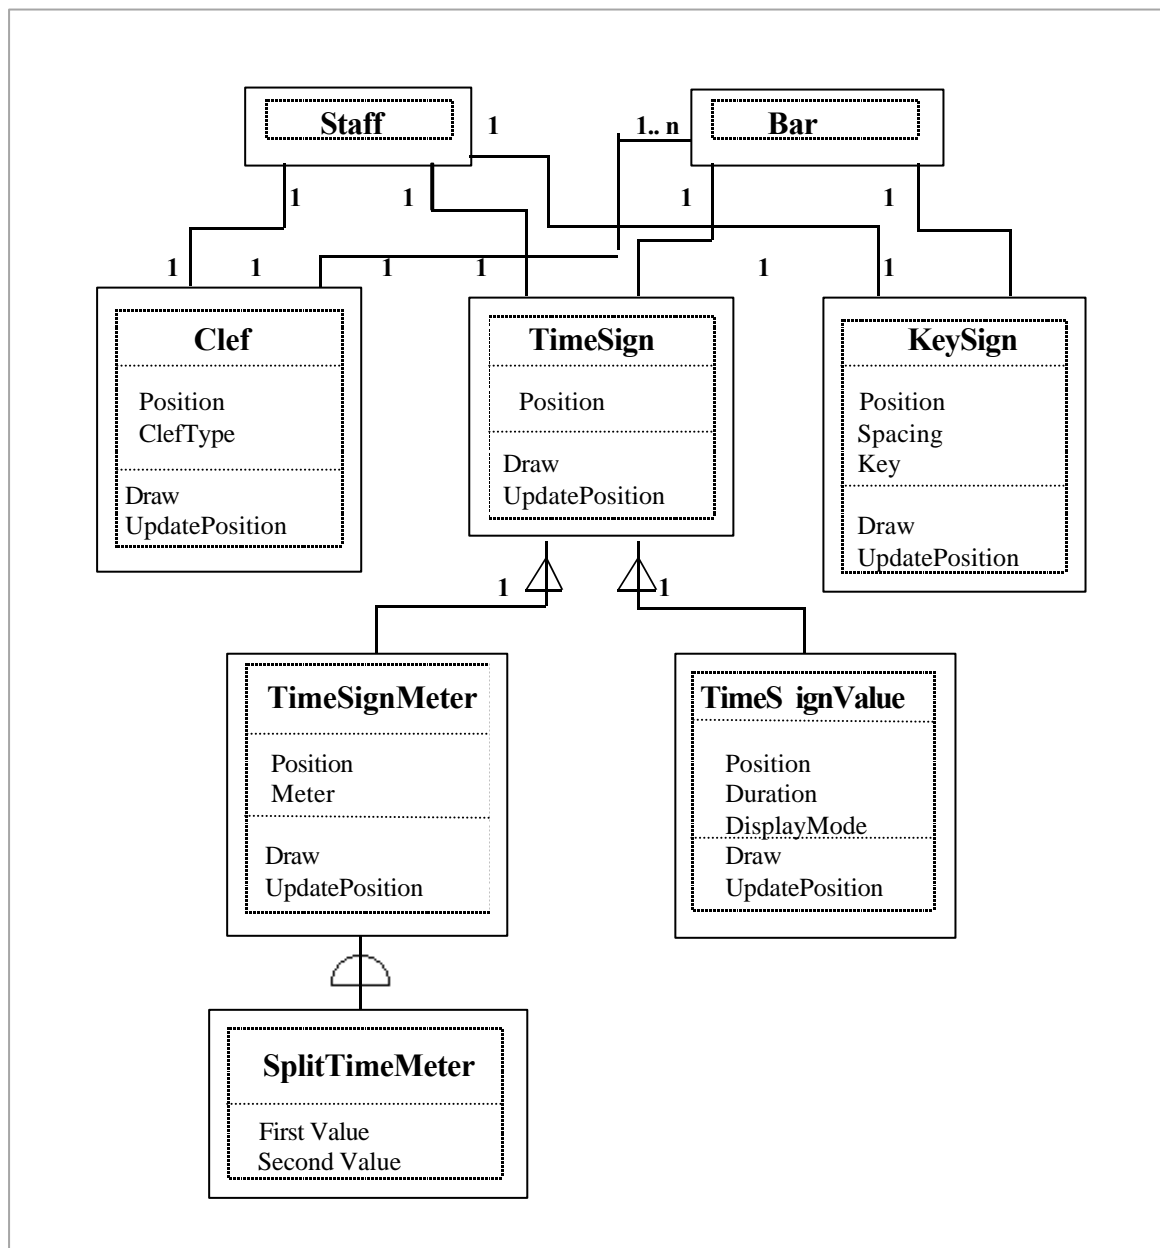 Staff
1
1.. n
Bar
1
1
1
1
1
1
1
1
1
1
Clef
Position
ClefType
Draw
UpdatePosition
TimeSign
Position
Draw
UpdatePosition
KeySign
Position
Spacing
Key
Draw
UpdatePosition
1
1
TimeSignMeter
Position
Meter
Draw
UpdatePosition
TimeS ignValue
Position
Duration
DisplayMode
Draw
UpdatePosition
SplitTimeMeter
First Value
Second Value